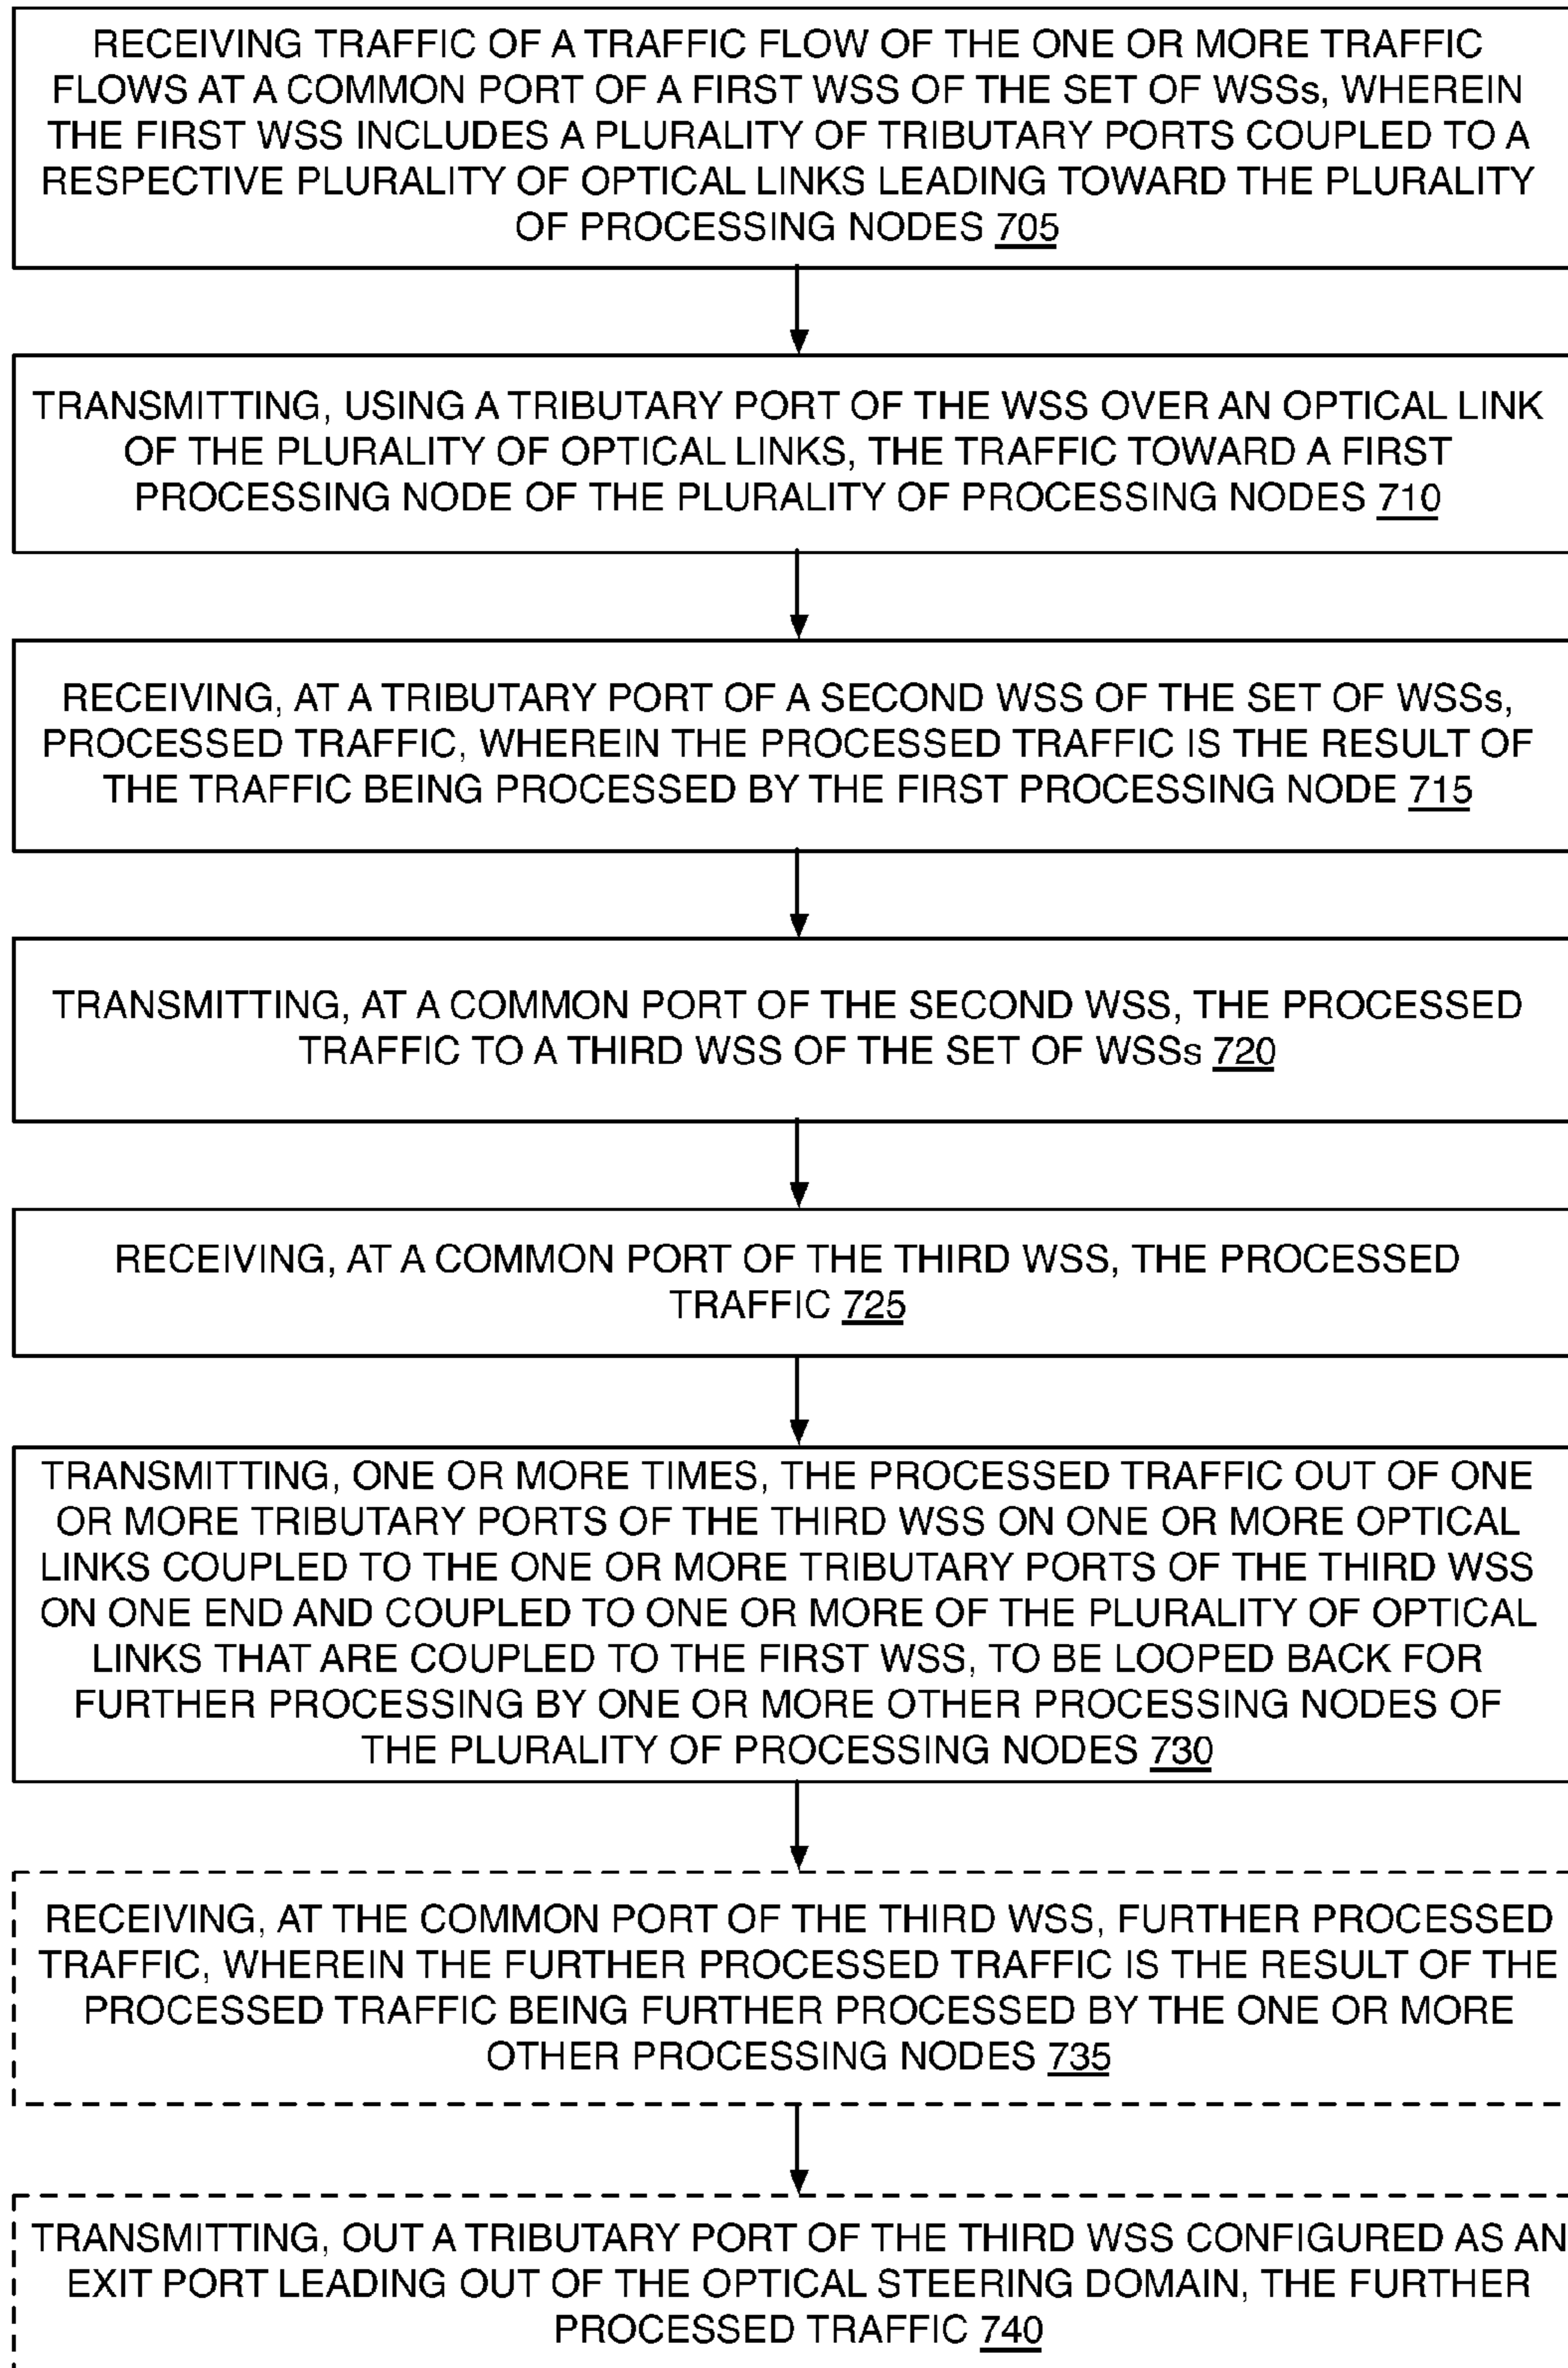 RECEIVING TRAFFIC OF A TRAFFIC FLOW OF THE ONE OR MORE TRAFFIC
FLOWS AT A COMMON PORT OF A FIRST WSS OF THE SET OF WSSs, WHEREIN
THE FIRST WSS INCLUDES A PLURALITY OF TRIBUTARY PORTS COUPLED TO A
RESPECTIVE PLURALITY OF OPTICAL LINKS LEADING TOWARD THE PLURALITY
OF PROCESSING NODES 705
TRANSMITTING, USING A TRIBUTARY PORT OF THE WSS OVER AN OPTICAL LINK
OF THE PLURALITY OF OPTICAL LINKS, THE TRAFFIC TOWARD A FIRST
PROCESSING NODE OF THE PLURALITY OF PROCESSING NODES 710
RECEIVING, AT A TRIBUTARY PORT OF A SECOND WSS OF THE SET OF WSSs,
PROCESSED TRAFFIC, WHEREIN THE PROCESSED TRAFFIC IS THE RESULT OF
THE TRAFFIC BEING PROCESSED BY THE FIRST PROCESSING NODE 715
TRANSMITTING, AT A COMMON PORT OF THE SECOND WSS, THE PROCESSED
TRAFFIC TO A THIRD WSS OF THE SET OF WSSs 720
RECEIVING, AT A COMMON PORT OF THE THIRD WSS, THE PROCESSED
TRAFFIC 725
TRANSMITTING, ONE OR MORE TIMES, THE PROCESSED TRAFFIC OUT OF ONE
OR MORE TRIBUTARY PORTS OF THE THIRD WSS ON ONE OR MORE OPTICAL
LINKS COUPLED TO THE ONE OR MORE TRIBUTARY PORTS OF THE THIRD WSS
ON ONE END AND COUPLED TO ONE OR MORE OF THE PLURALITY OF OPTICAL
LINKS THAT ARE COUPLED TO THE FIRST WSS, TO BE LOOPED BACK FOR
FURTHER PROCESSING BY ONE OR MORE OTHER PROCESSING NODES OF
THE PLURALITY OF PROCESSING NODES 730
RECEIVING, AT THE COMMON PORT OF THE THIRD WSS, FURTHER PROCESSED
TRAFFIC, WHEREIN THE FURTHER PROCESSED TRAFFIC IS THE RESULT OF THE
PROCESSED TRAFFIC BEING FURTHER PROCESSED BY THE ONE OR MORE
OTHER PROCESSING NODES 735
TRANSMITTING, OUT A TRIBUTARY PORT OF THE THIRD WSS CONFIGURED AS AN
EXIT PORT LEADING OUT OF THE OPTICAL STEERING DOMAIN, THE FURTHER
PROCESSED TRAFFIC 740